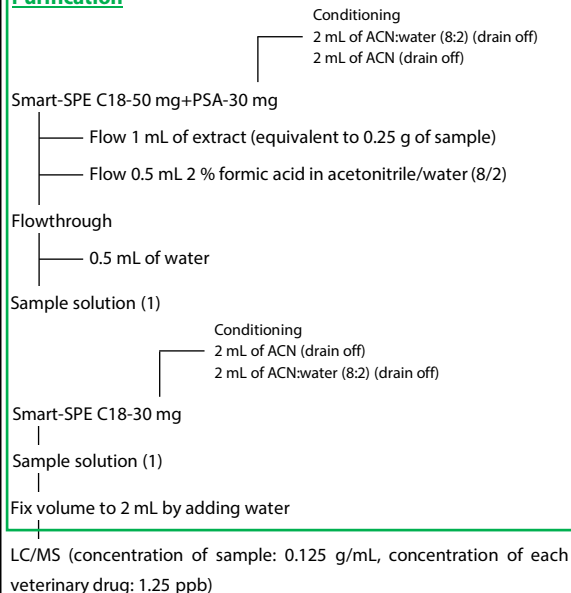 Purification
Conditioning
2 mL of ACN:water (8:2) (drain off)
2 mL of ACN (drain off)
Smart-SPE C18-50 mg+PSA-30 mg
Flow 1 mL of extract (equivalent to 0.25 g of sample)
Flow 0.5 mL 2 % formic acid in acetonitrile/water (8/2)
Flowthrough
0.5 mL of water
Sample solution (1)
Conditioning
2 mL of ACN (drain off)
2 mL of ACN:water (8:2) (drain off)
Smart-SPE C18-30 mg
Sample solution (1)
Fix volume to 2 mL by adding water
LC/MS (concentration of sample: 0.125 g/mL, concentration of each
veterinary drug: 1.25 ppb)